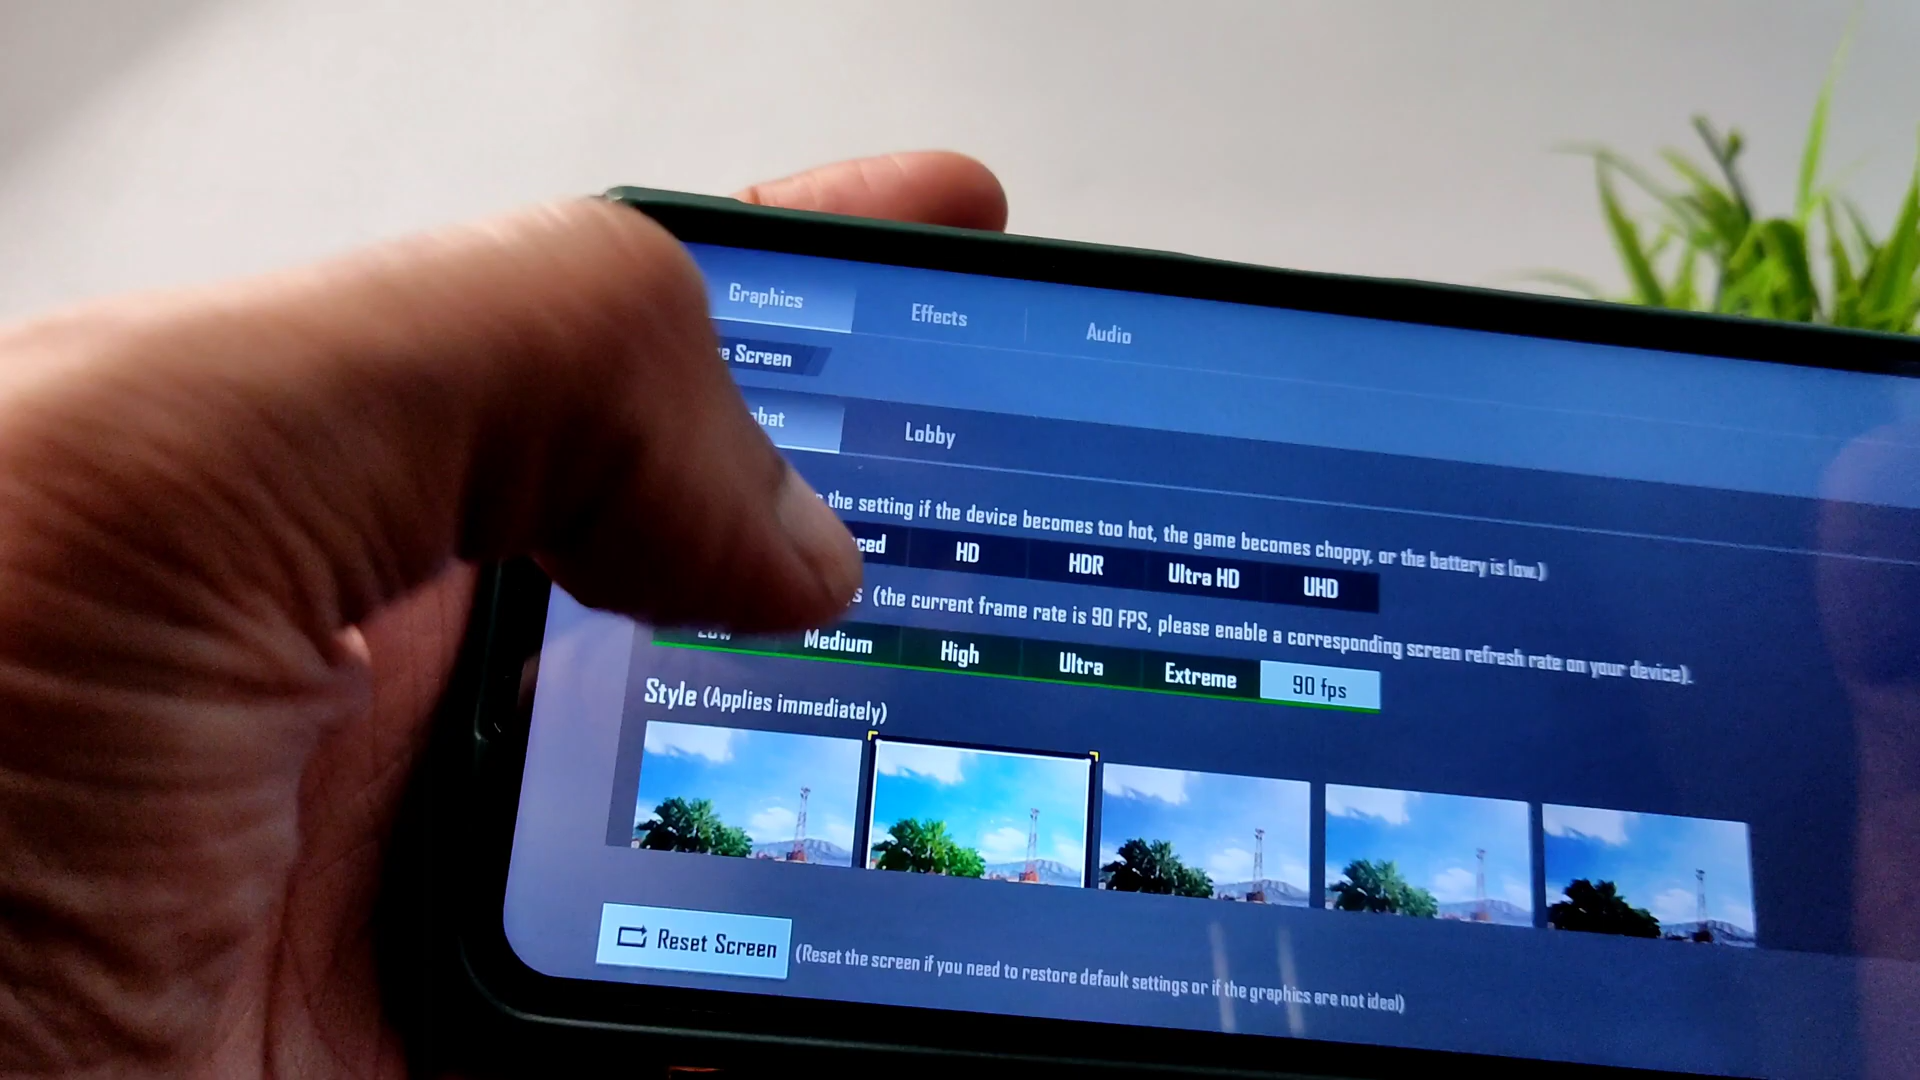 Graphics Effects Audio
Screen
Lobby
the setting if the device becomes too hot, the game becomes choppy, or the battery is low.)
HD HDR Ultra HD UHD
(the current frame rate is 90 FPS, please enable a corresponding screen refresh rate on your device).
Low Medium High Ultra Extreme 90 fps
Style (Applies immediately)
Reset Screen (Reset the screen if you need to restore default settings or if the graphics are not ideal)